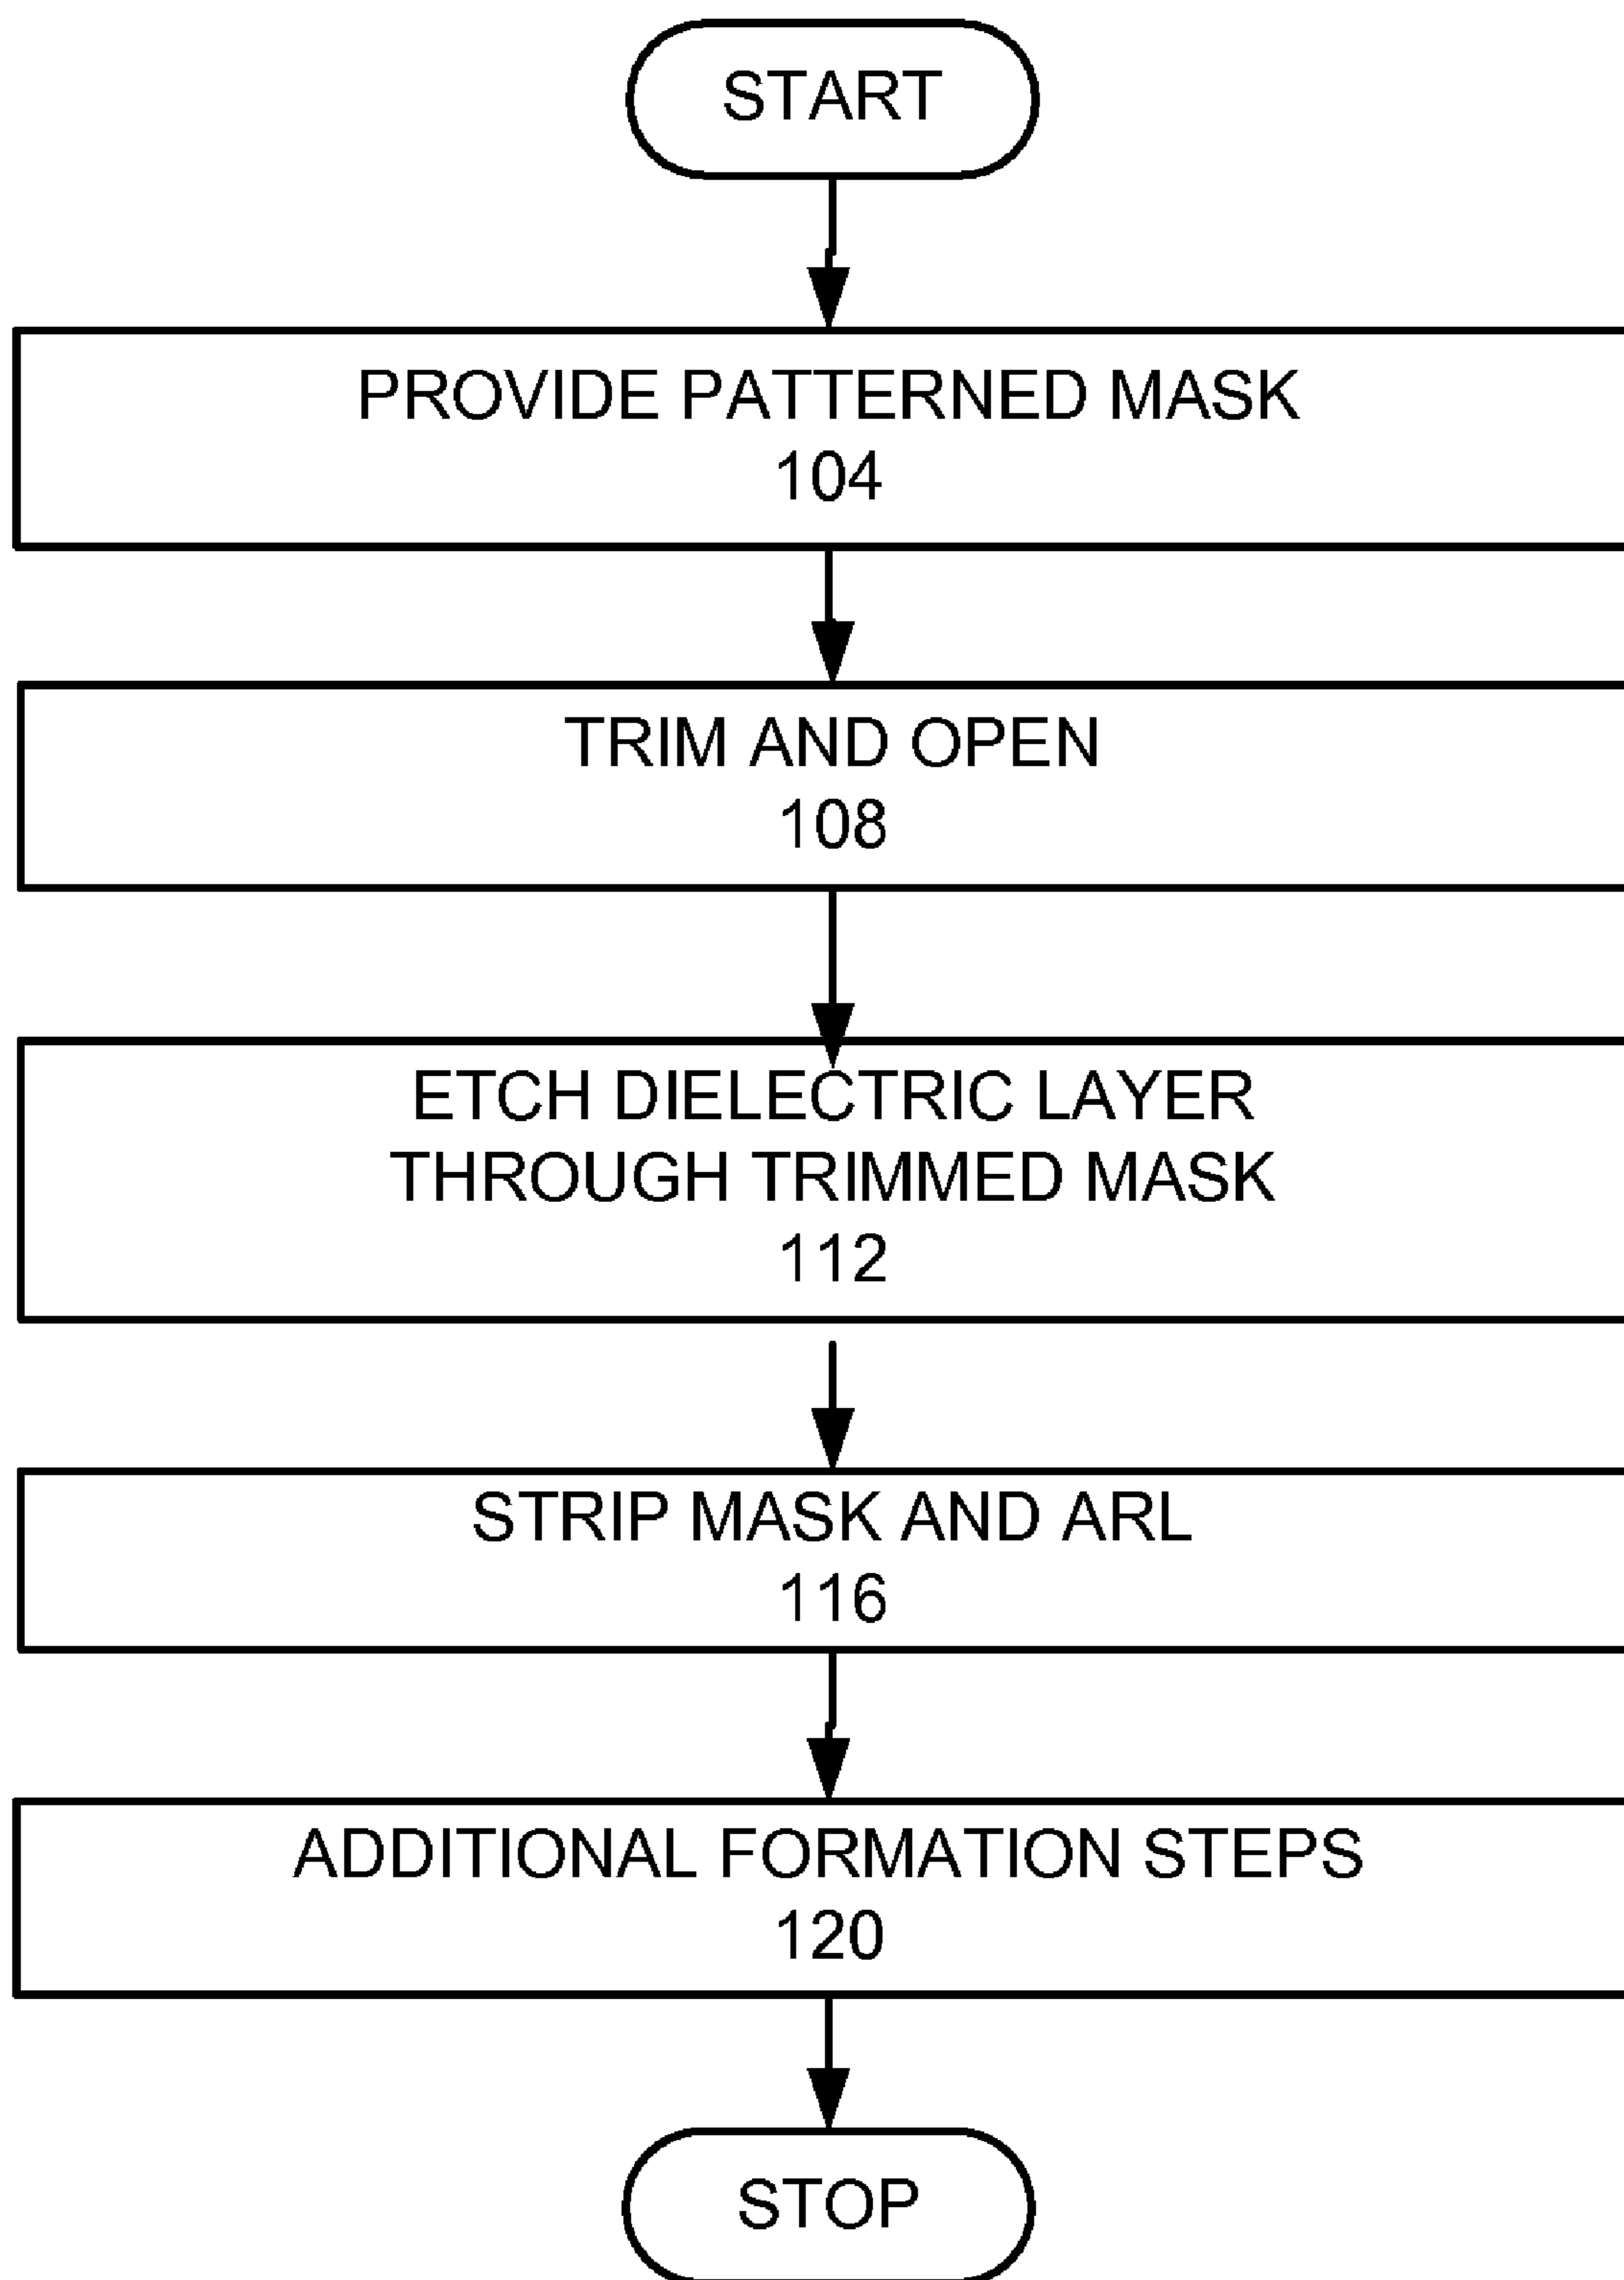 START
PROVIDE PATTERNED MASK
104
TRIM AND OPEN
108
ETCH DIELECTRIC LAYER
THROUGH TRIMMED MASK
112
STRIP MASK AND ARL
116
ADDITIONAL FORMATION STEPS
120
STOP